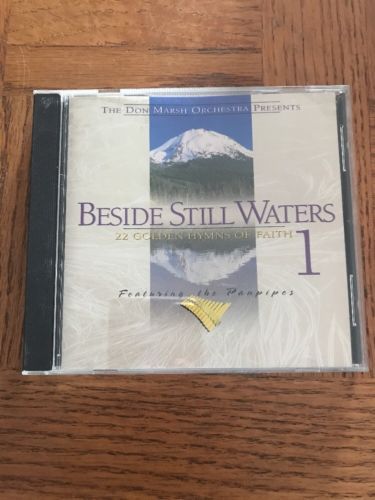 THE DON MARSH ORCHESTRA PRESENTS
BESIDE STILL WATERS
22 GOLDEN HYMNS OF FAITH
1
Featuring the Panpipes